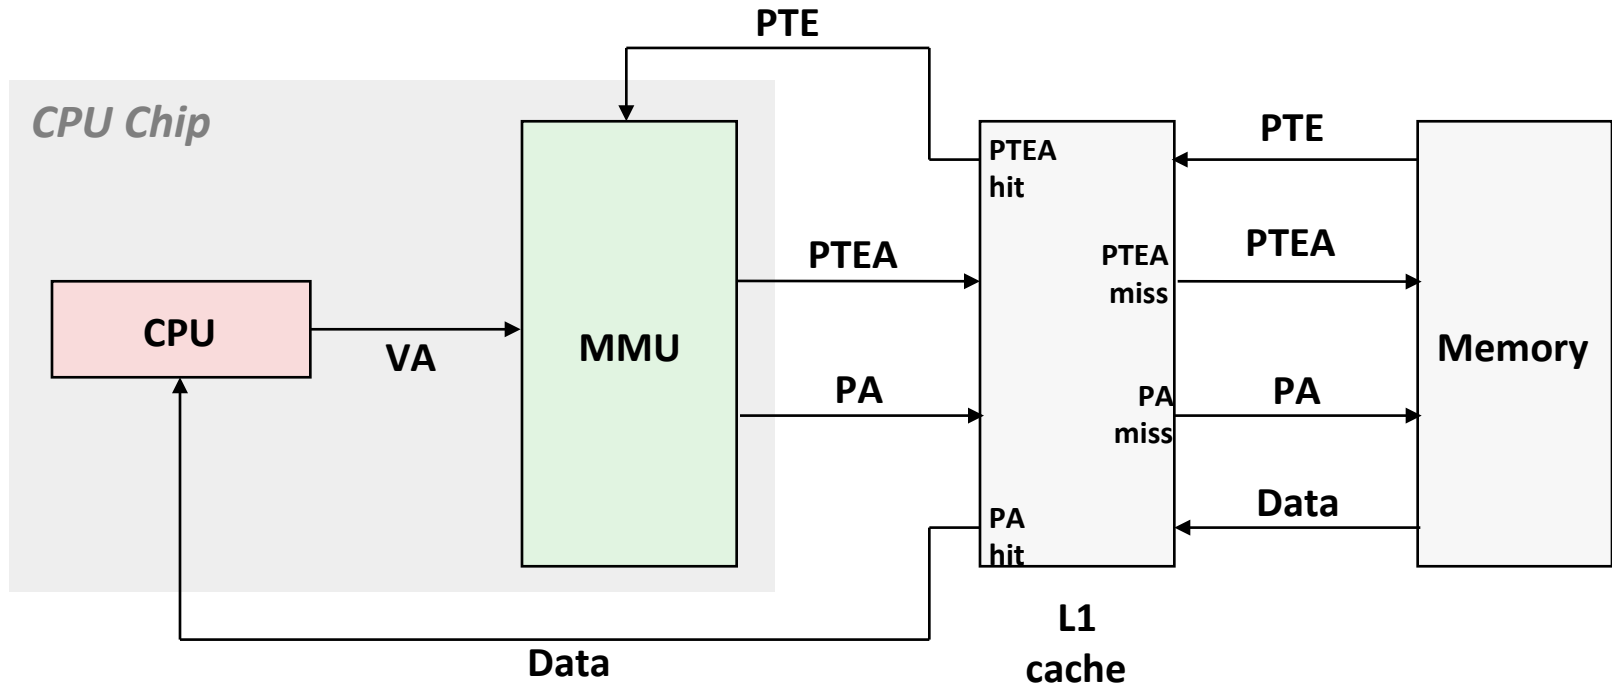 PTE
CPU Chip
PTEA
hit
PTE
PTEA
PTEA
miss
PTEA
CPU
VA
MMU
Memory
PA
PA
miss
PA
PA
hit
Data
L1
cache
Data